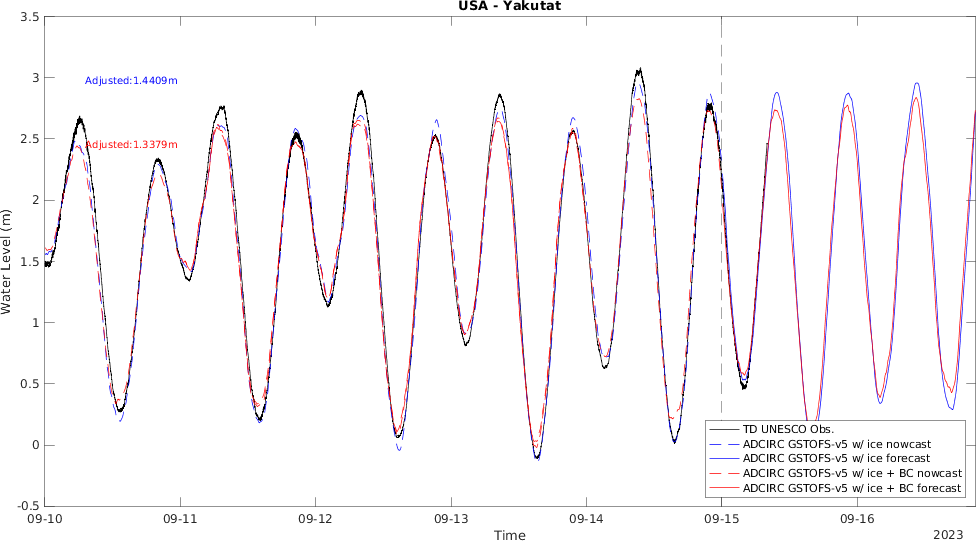 USA - Yakutat
3.5
3
2.5
2
1.5
1
0.5
0
-0.5
Water Level (m)
Adjusted:1.4409m
Adjusted:1.3379m
TD UNESCO Obs.
ADCIRC GSTOFS-v5 w/ ice nowcast
ADCIRC GSTOFS-v5 w/ ice forecast
ADCIRC GSTOFS-v5 w/ ice + BC nowcast
ADCIRC GSTOFS-v5 w/ ice + BC forecast
09-10 09-11 09-12 09-13 09-14 09-15 09-16
Time
2023